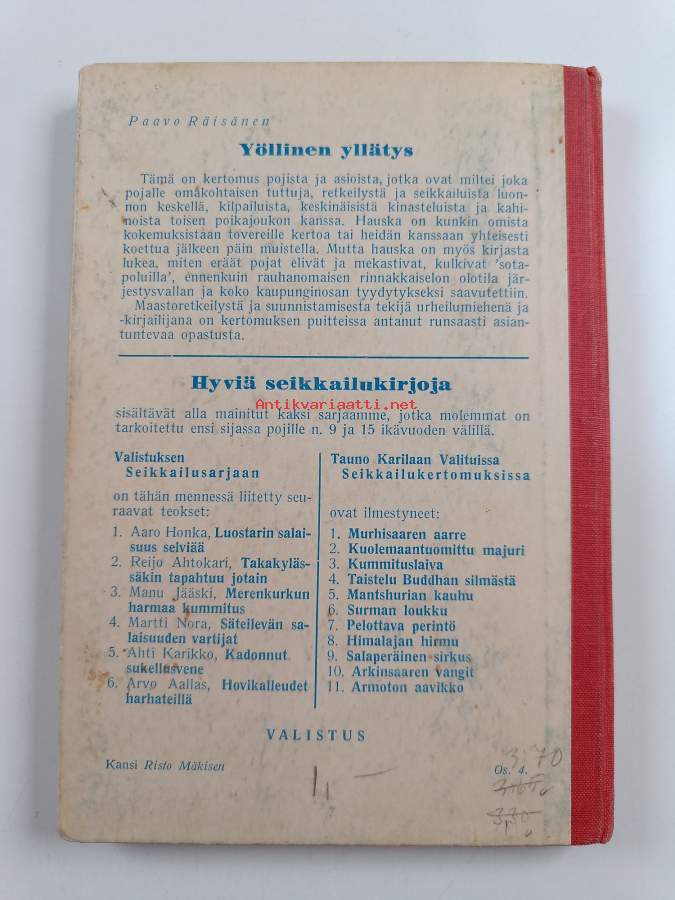 Paavo Räisänen
Yöllinen yllätys
Tämä on kertomus pojista ja asioista, jotka ovat miltei joka
pojalle omakohtaisen tuttuja, retkeilystä ja seikkailuista luon-
non keskellä, kilpailuista, keskinäisistä kinasteluista ja kahi-
noista toisen poikajoukon kanssa. Hauska on kunkin omista
kokemuksistaan tovereille kertoa tai heidän kanssaan yhteisesti
koettua jälkeen päin muistella. Mutta hauska on myös kirjasta
lukea, miten eräät pojat elivät ja mekastivat, kulkivat 'sota-
poluilla', ennenkuin rauhanomaisen rinnakkaiselon olotila jär-
jestysvallan ja koko kaupunginosan tyydytykseksi saavutettiin.
Maastoretkeilystä ja suunnistamisesta tekijä urheilumiehenä ja
-kirjailijana on kertomuksen puitteissa antanut runsaasti asian-
tuntevaa opastusta.
Hyviä seikkailukirjoja
Antikvariaatti.net
sisältävät alla mainitut kaksi sarjaamme, jotka molemmat on
tarkoitettu ensi sijassa pojille n. 9 ja 15 ikävuoden välillä.
Valistuksen
Seikkailusarjaan
on tähän mennessä liitetty seu-
raavat teokset:
1. Aaro Honka, Luostarin salai-
suus selviää
2. Reijo Ahtokari, Takakyläs-
säkin tapahtuu jotain
3. Manu Jääski, Merenkurkun
harmaa kummitus
4. Martti Nora, Säteilevän sa-
laisuuden vartijat
5. Ahti Karikko, Kadonnut
sukellusvene
6. Arvo Aallas, Hovikalleudet
harhateillä
Tauno Karilaan Valituissa
Seikkailukertomuksissa
ovat ilmestyneet:
1. Murhisaaren aarre
2. Kuolemaantuomittu majuri
3. Kummituslaiva
4. Taistelu Buddhan silmästä
5. Mantshurian kauhu
6. Surman loukku
7. Pelottava perintö
8. Himalajan hirmu
9. Salaperäinen sirkus
10. Arkinsaaren vangit
11. Armoton aavikko
VALISTUS
Kansi Risto Mäkisen
1,—
3,70
Os. 4.
3,30